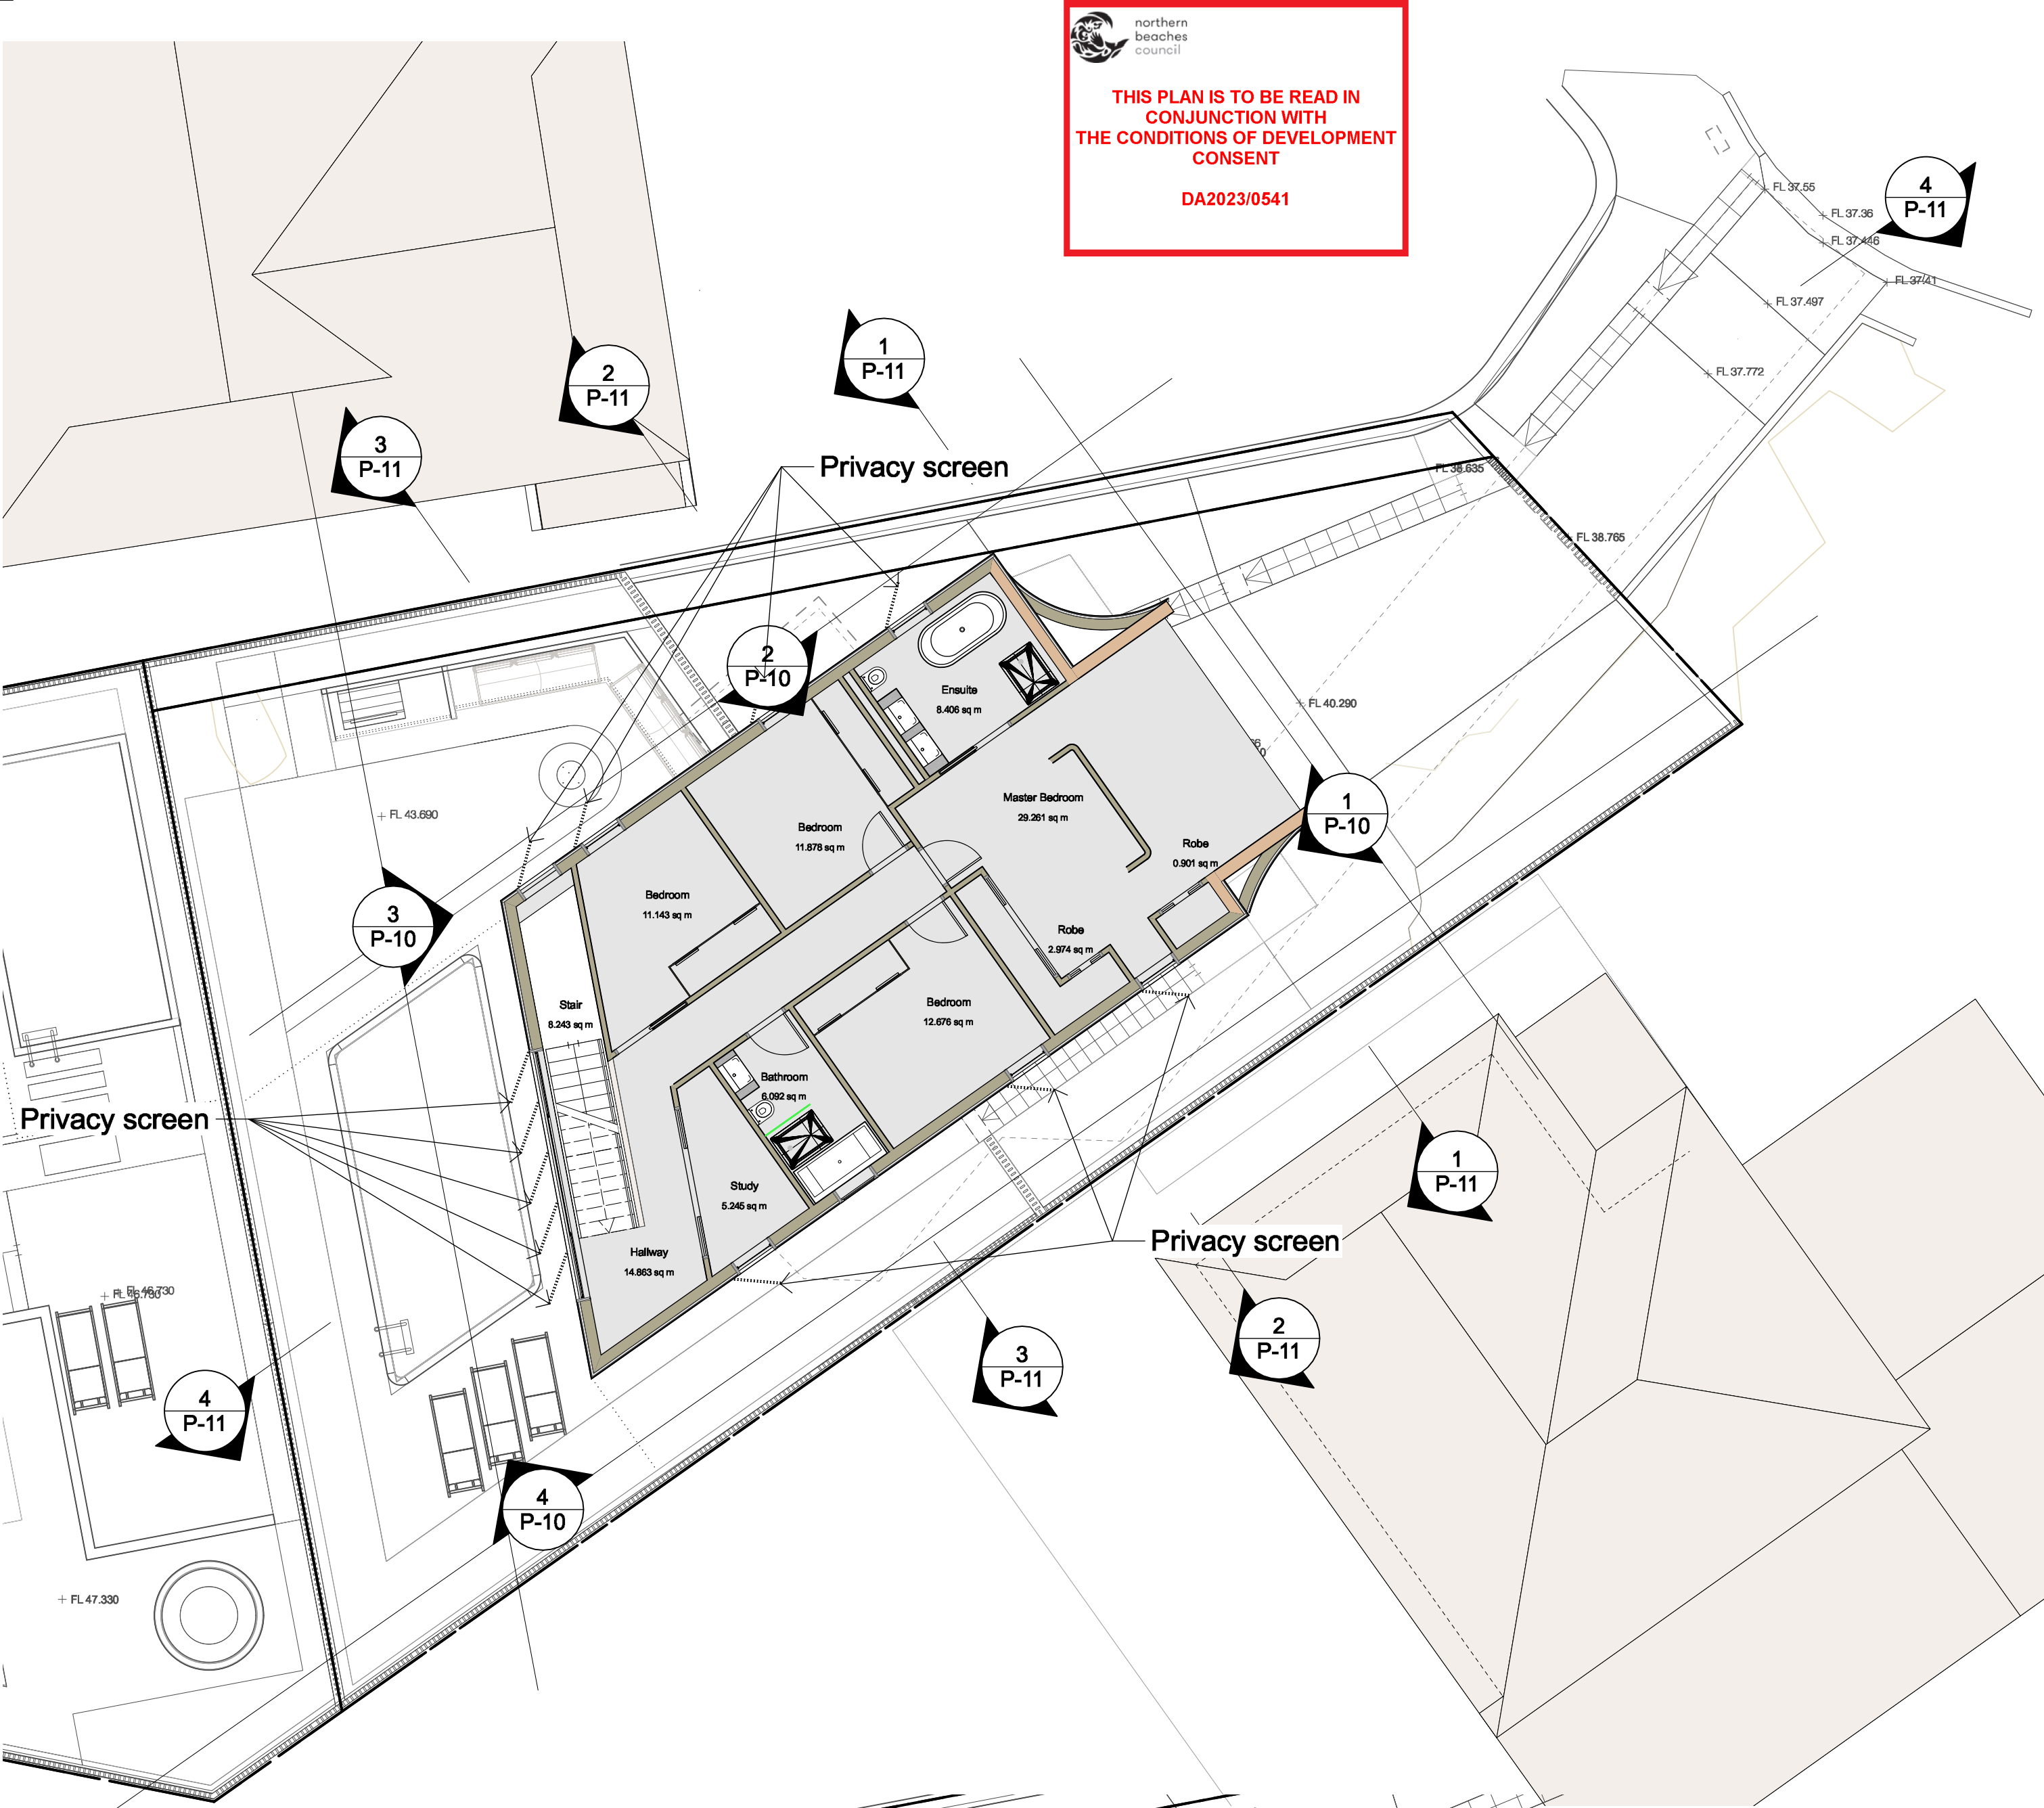 northern
beaches
council
THIS PLAN IS TO BE READ IN
CONJUNCTION WITH
THE CONDITIONS OF DEVELOPMENT
CONSENT
DA2023/0541
FL 37.55
FL 37.36
FL 37.446
FL 37.41
FL 37.497
FL 37.772
4
P-11
1
P-11
2
P-11
3
P-11
Privacy screen
FL 38.635
FL 38.765
2
P-10
Ensuite
8.406 sq m
FL 40.290
Master Bedroom
29.261 sq m
1
P-10
FL 43.690
Bedroom
11.878 sq m
Robe
0.901 sq m
Bedroom
11.143 sq m
3
P-10
Robe
2.974 sq m
Stair
8.243 sq m
Bedroom
12.676 sq m
Bathroom
6.092 sq m
Privacy screen
1
P-11
Study
5.245 sq m
Privacy screen
Hallway
14.863 sq m
FL 46.730
2
P-11
3
P-11
4
P-11
4
P-10
FL 47.330